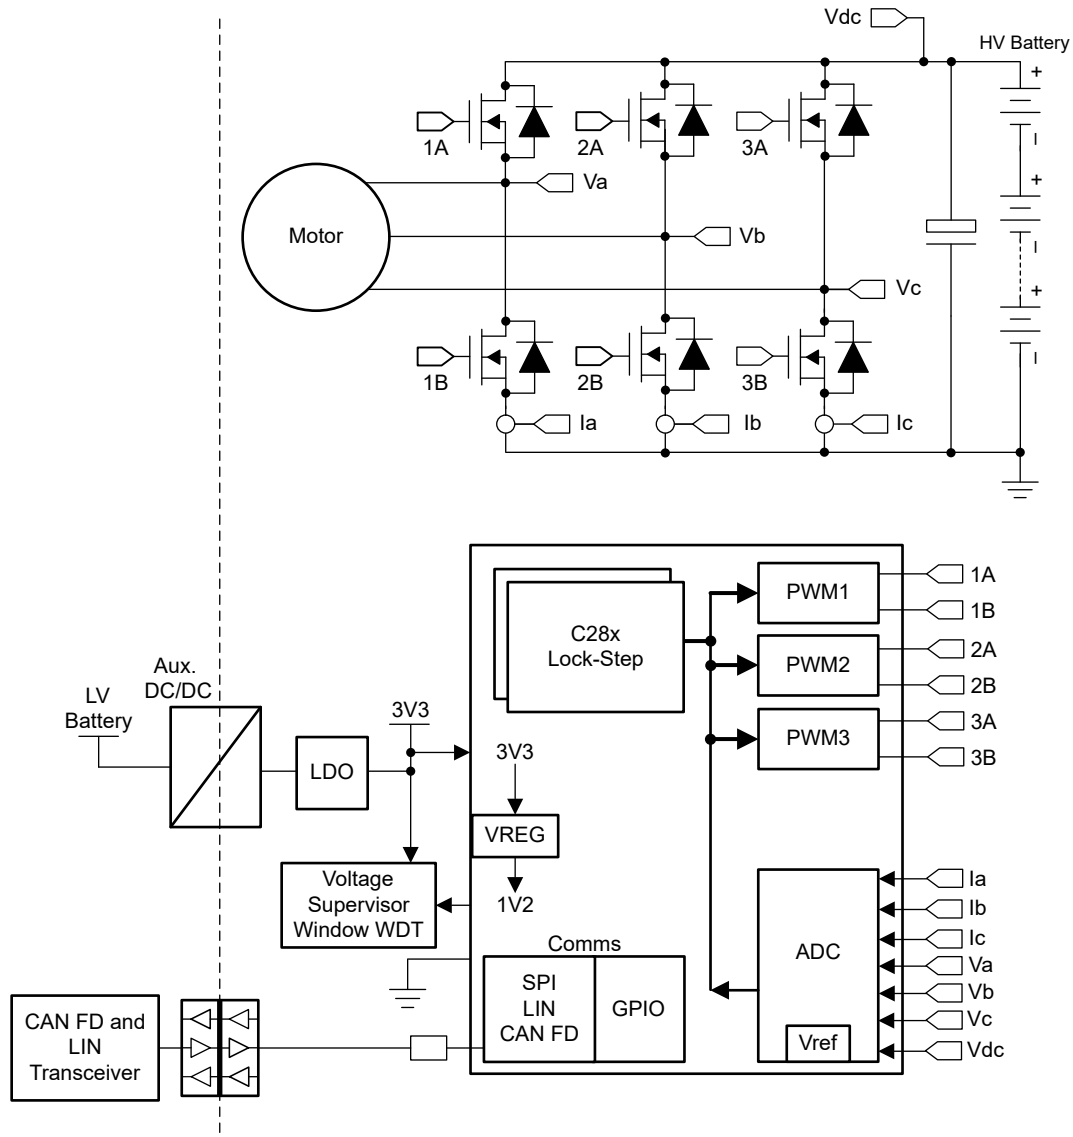 Vdc
HV Battery
+
1A
2A
3A
–
Va
+
Motor
Vb
–
Vc
+
1B
2B
3B
–
Ia
Ib
Ic
C28x
Lock-Step
PWM1
1A
1B
PWM2
2A
2B
PWM3
3A
3B
Aux.
DC/DC
LV
Battery
3V3
LDO
3V3
VREG
1V2
Voltage
Supervisor
Window WDT
ADC
Vref
Ia
Ib
Ic
Va
Vb
Vc
Vdc
Comms
SPI
LIN
CAN FD
GPIO
CAN FD and
LIN
Transceiver